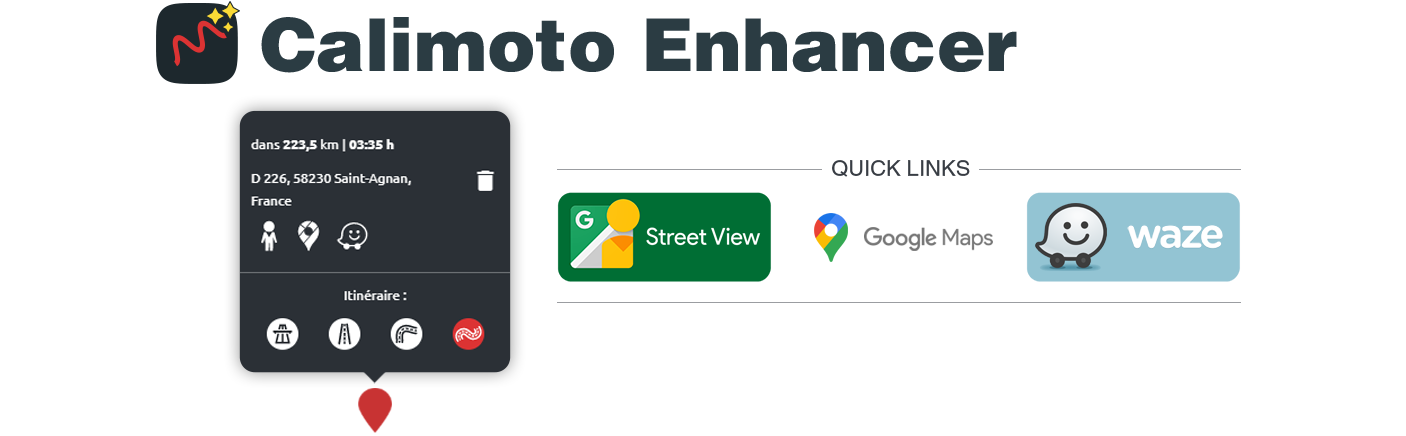 Calimoto Enhancer
dans 223,5 km | 03:35 h
D 226, 58230 Saint-Agnan,
France
Itinéraire :
QUICK LINKS
G
Street View
Google Maps
waze